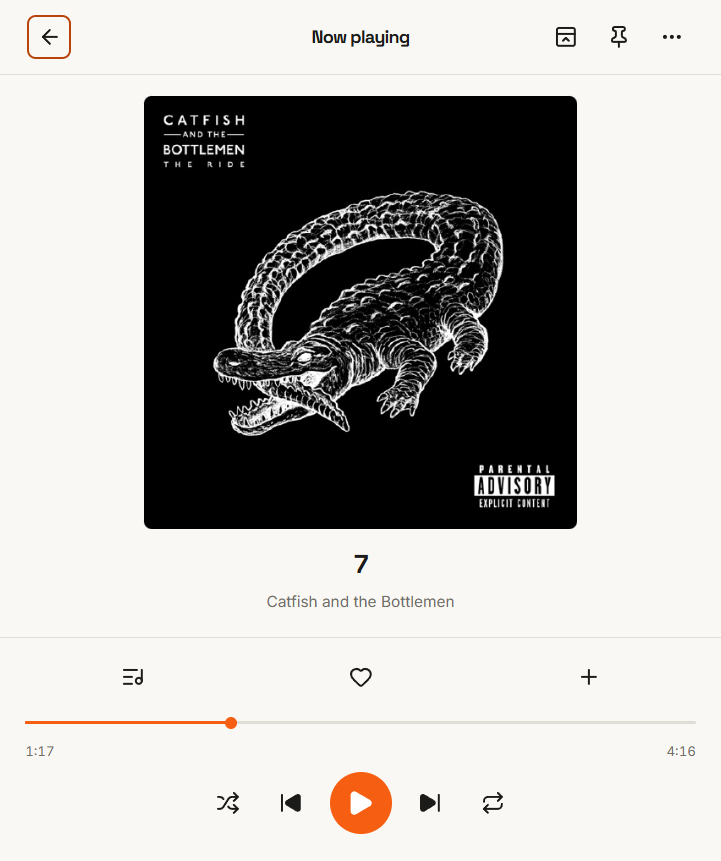 Now playing
CATFISH
AND THE
BOTTLEMEN
THE RIDE
PARENTAL
ADVISORY
EXPLICIT CONTENT
7
Catfish and the Bottlemen
1:17
4:16